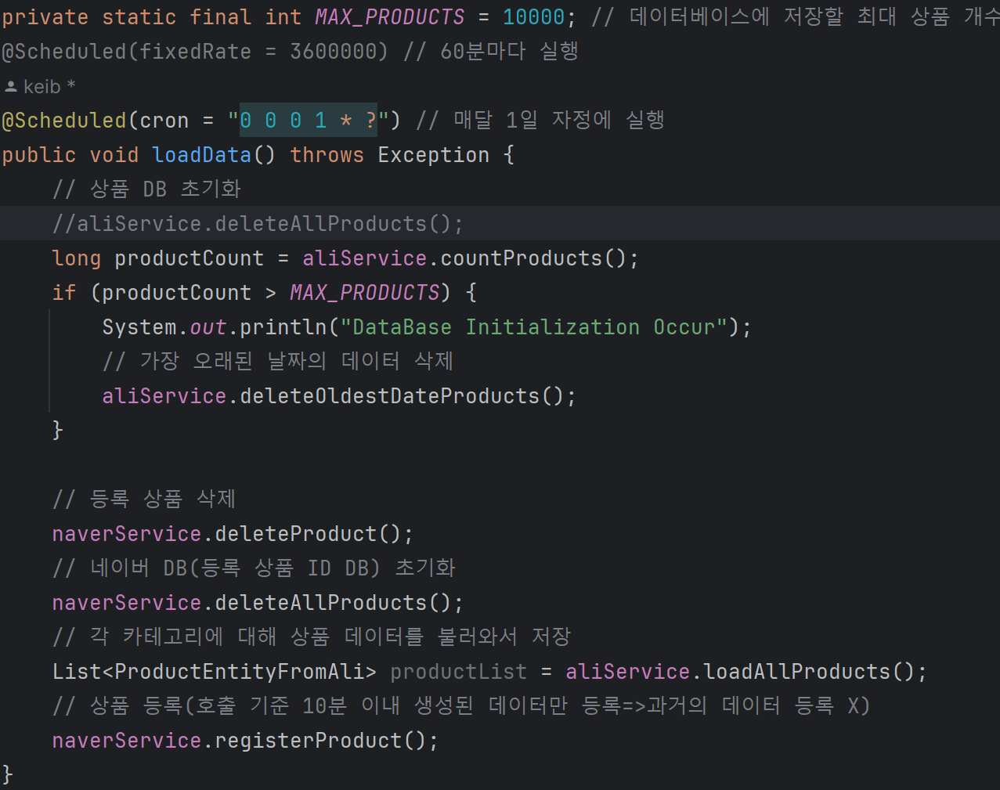 private static final int MAX_PRODUCTS = 10000; // 데이터베이스에 저장할 최대 상품 개수
@Scheduled(fixedRate = 3600000) // 60분마다 실행
keib *
@Scheduled(cron = "0 0 0 1 * ?") // 매달 1일 자정에 실행
public void loadData() throws Exception {
// 상품 DB 초기화
//aliService.deleteAllProducts();
long productCount = aliService.countProducts();
if (productCount > MAX_PRODUCTS) {
System.out.println("DataBase Initialization Occur");
// 가장 오래된 날짜의 데이터 삭제
aliService.deleteOldestDateProducts();
}
// 등록 상품 삭제
naverService.deleteProduct();
// 네이버 DB(등록 상품 ID DB) 초기화
naverService.deleteAllProducts();
// 각 카테고리에 대해 상품 데이터를 불러와서 저장
List<ProductEntityFromAli> productList = aliService.loadAllProducts();
// 상품 등록(호출 기준 10분 이내 생성된 데이터만 등록=>과거의 데이터 등록 X)
naverService.registerProduct();
}